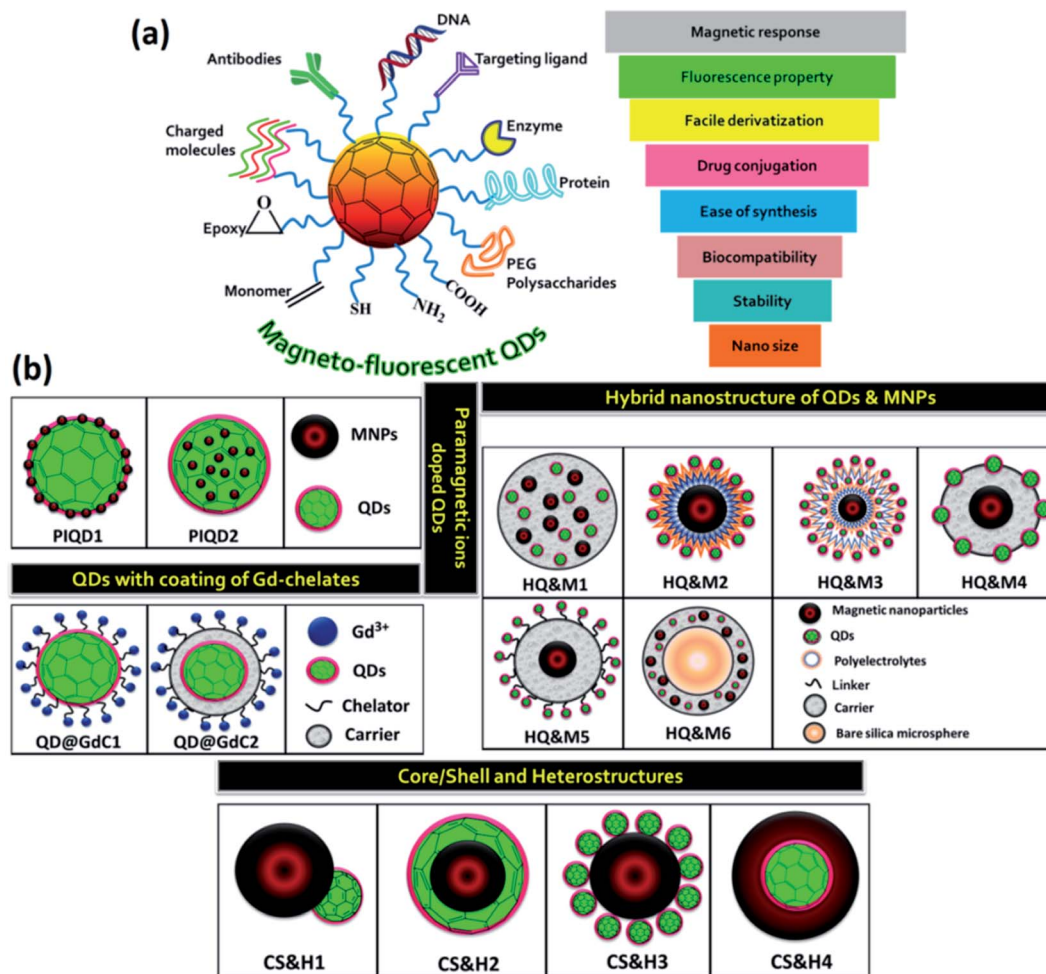 (a)
DNA
Antibodies
Targeting ligand
Charged
molecules
Enzyme
Protein
O
Epoxy
PEG
Polysaccharides
Monomer
SH
NH2
COOH
Magneto-fluorescent QDs
Magnetic response
Fluorescence property
Facile derivatization
Drug conjugation
Ease of synthesis
Biocompatibility
Stability
Nano size
(b)
PIQD1
PIQD2
MNPs
QDs
Paramagnetic ions
doped QDs
QDs with coating of Gd-chelates
QD@GdC1
QD@GdC2
Gd3+
QDs
Chelator
Carrier
Hybrid nanostructure of QDs & MNPs
HQ&M1
HQ&M2
HQ&M3
HQ&M4
HQ&M5
HQ&M6
Magnetic nanoparticles
QDs
Polyelectrolytes
Linker
Carrier
Bare silica microsphere
Core/Shell and Heterostructures
CS&H1
CS&H2
CS&H3
CS&H4